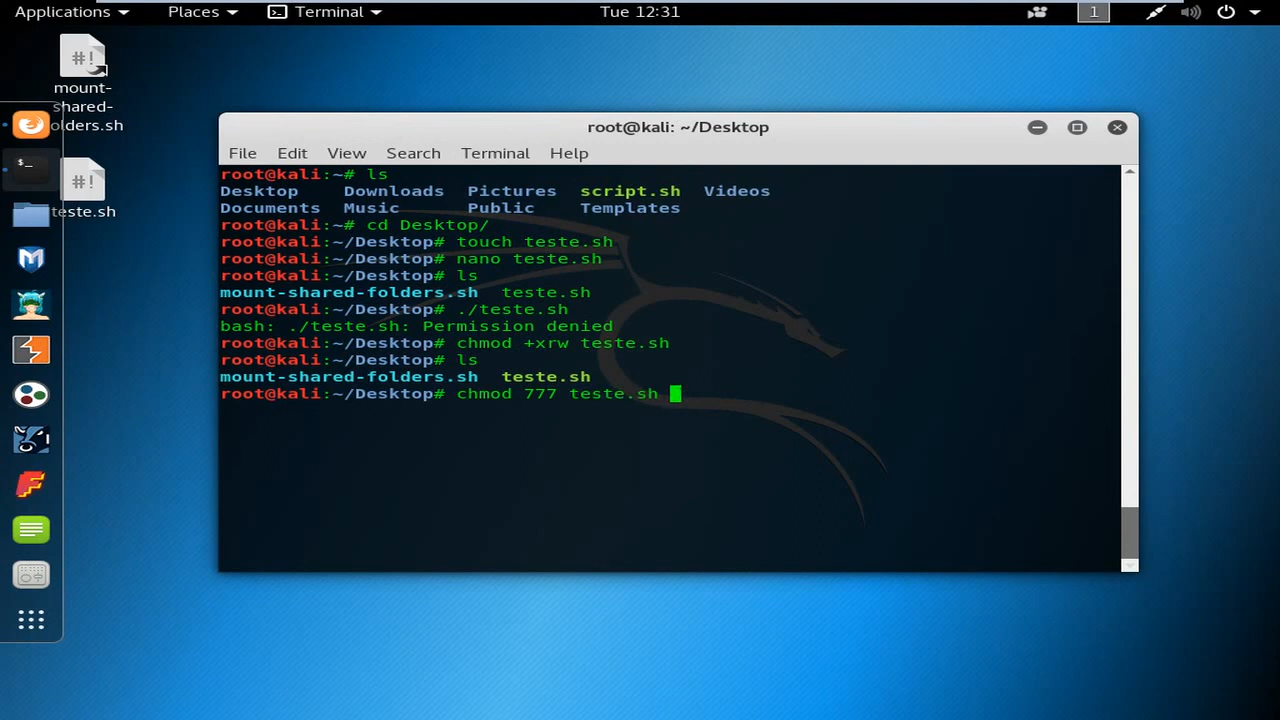 Applications Places Terminal Tue 12:31 1
#!
mount-
shared-
olders.sh
#!
teste.sh
$_
root@kali: ~/Desktop
File Edit View Search Terminal Help
root@kali:~# ls
Desktop Downloads Pictures script.sh Videos
Documents Music Public Templates
root@kali:~# cd Desktop/
root@kali:~/Desktop# touch teste.sh
root@kali:~/Desktop# nano teste.sh
root@kali:~/Desktop# ls
mount-shared-folders.sh teste.sh
root@kali:~/Desktop# ./teste.sh
bash: ./teste.sh: Permission denied
root@kali:~/Desktop# chmod +xrw teste.sh
root@kali:~/Desktop# ls
mount-shared-folders.sh teste.sh
root@kali:~/Desktop# chmod 777 teste.sh